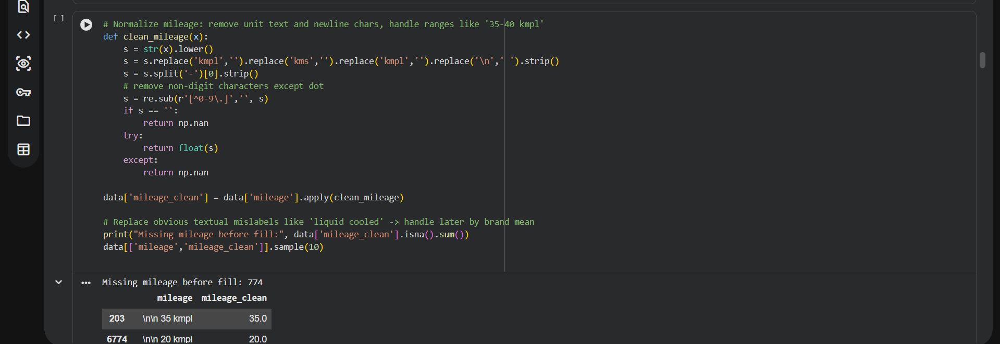 [ ]
# Normalize mileage: remove unit text and newline chars, handle ranges like '35-40 kmpl'
def clean_mileage(x):
    s = str(x).lower()
    s = s.replace('kmpl','').replace('kms','').replace('kmpl','').replace('\n',' ').strip()
    s = s.split('-')[0].strip()
    # remove non-digit characters except dot
    s = re.sub(r'[^0-9\.]','', s)
    if s == '':
        return np.nan
    try:
        return float(s)
    except:
        return np.nan
data['mileage_clean'] = data['mileage'].apply(clean_mileage)
# Replace obvious textual mislabels like 'liquid cooled' -> handle later by brand mean
print("Missing mileage before fill:", data['mileage_clean'].isna().sum())
data[['mileage','mileage_clean']].sample(10)
Missing mileage before fill: 774
mileage mileage_clean
203 \n\n 35 kmpl 35.0
6774 \n\n 20 kmpl 20.0